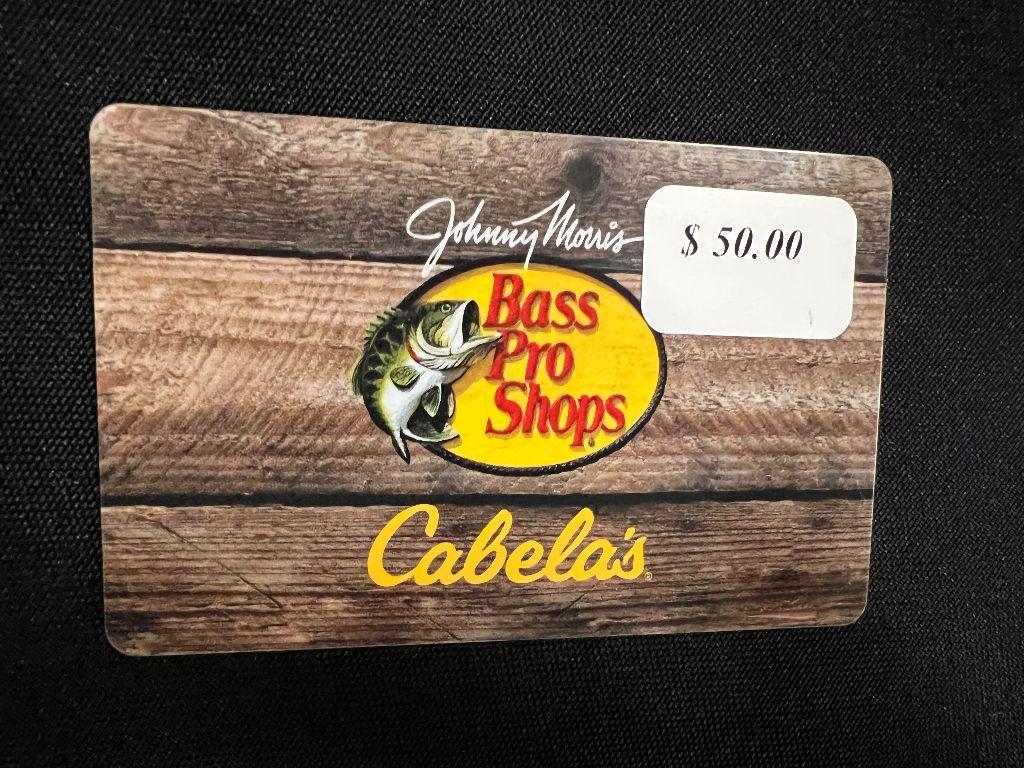 Johnny Morris
$ 50.00
Bass
Pro
Shops
Cabela's®